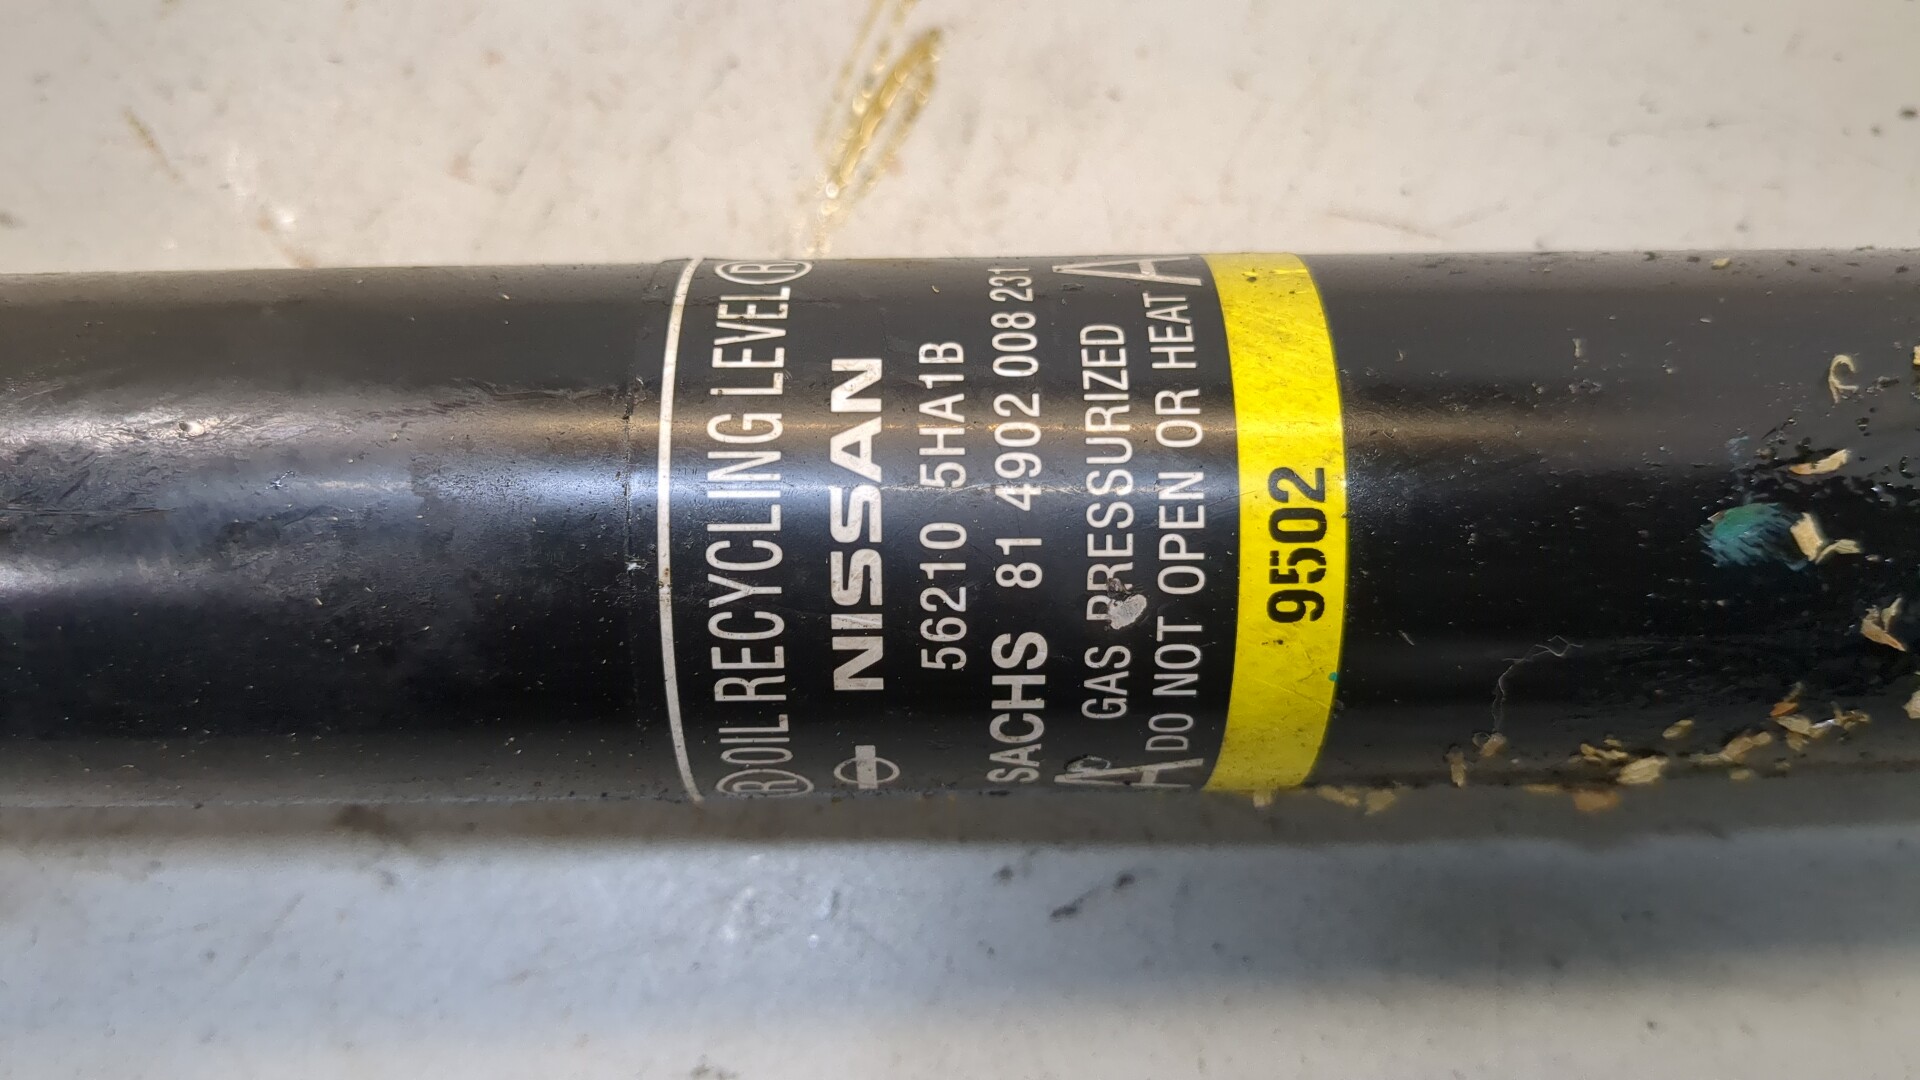 Ⓡ OIL RECYCLING LEVEL Ⓡ
NISSAN
56210 5HA1B
SACHS 81 4902 008 231
GAS PRESSURIZED
DO NOT OPEN OR HEAT
9502